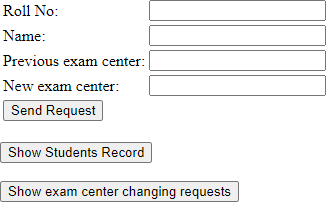 Roll No:
Name:
Previous exam center:
New exam center:
Send Request
Show Students Record
Show exam center changing requests